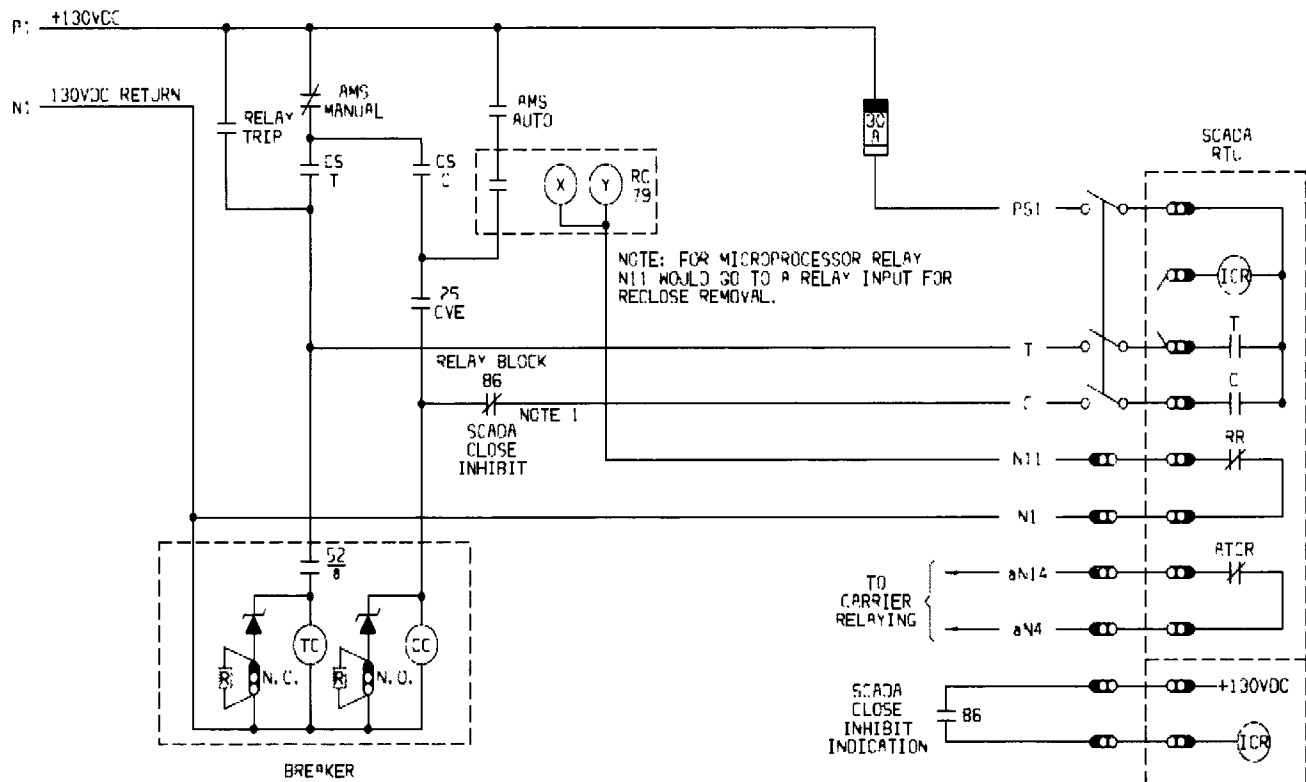 P1 +130VDC
N1 130VDC RETURN
RELAY
TRIP
AMS
MANUAL
CS
T
CS
C
AMS
AUTO
X
Y
RC
79
30
A
SCADA
RTU
PS1
NOTE: FOR MICROPROCESSOR RELAY
N11 WOULD GO TO A RELAY INPUT FOR
RECLOSE REMOVAL.
ICR
25
CVE
T
T
RELAY BLOCK
86
NOTE 1
SCADA
CLOSE
INHIBIT
C
C
N11
RR
N1
52
a
TO
CARRIER
RELAYING
aN14
ATCR
aN4
TC
CC
R
N.C.
R
N.O.
SCADA
CLOSE
INHIBIT
INDICATION
86
+130VDC
ICR
BREAKER